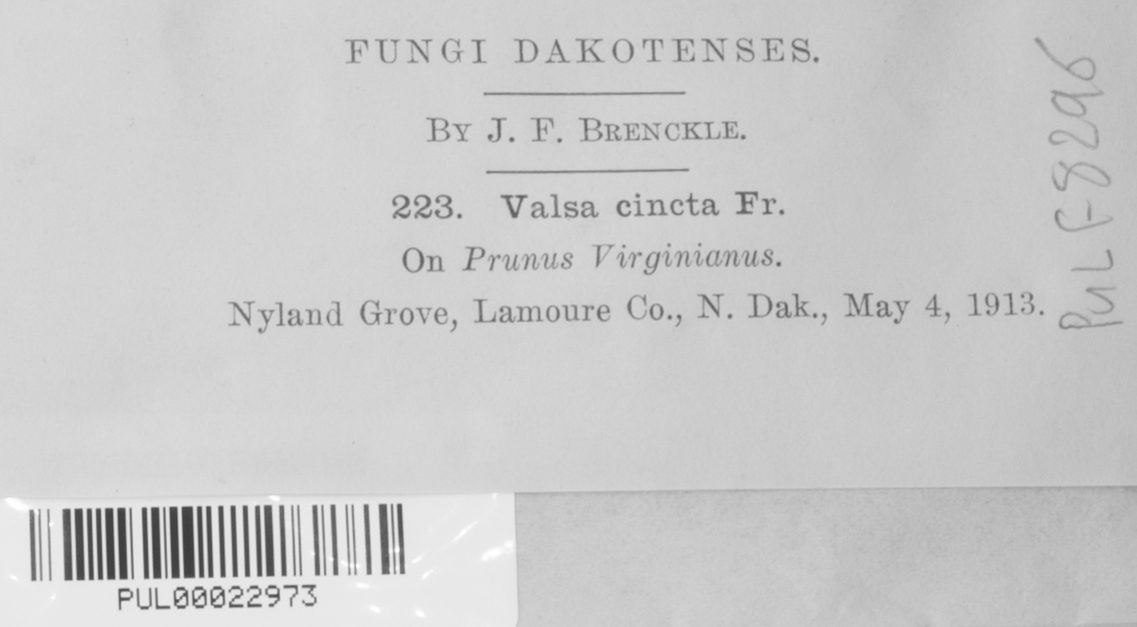 FUNGI DAKOTENSES.
BY J. F. BRENCKLE.
223. Valsa cincta Fr.
On Prunus Virginianus.
Nyland Grove, Lamoure Co., N. Dak., May 4, 1913.
PUL F8296
PUL00022973